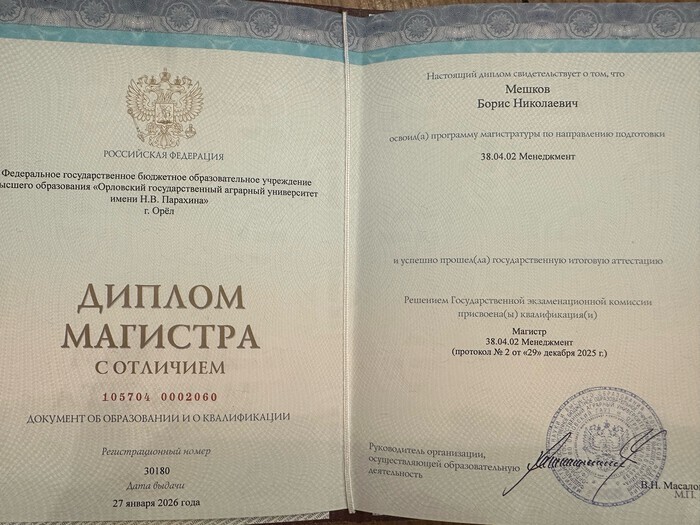 РОССИЙСКАЯ ФЕДЕРАЦИЯ
Федеральное государственное бюджетное образовательное учреждение
высшего образования «Орловский государственный аграрный университет
имени Н.В. Парахина»
г. Орёл
ДИПЛОМ
МАГИСТРА
С ОТЛИЧИЕМ
105704 0002060
ДОКУМЕНТ ОБ ОБРАЗОВАНИИ И О КВАЛИФИКАЦИИ
Регистрационный номер
30180
Дата выдачи
27 января 2026 года
Настоящий диплом свидетельствует о том, что
Мешков
Борис Николаевич
освоил(а) программу магистратуры по направлению подготовки
38.04.02 Менеджмент
и успешно прошел(ла) государственную итоговую аттестацию
Решением Государственной экзаменационной комиссии
присвоена(ы) квалификация(и)
Магистр
38.04.02 Менеджмент
(протокол № 2 от «29» декабря 2025 г.)
Руководитель организации,
осуществляющей образовательную
деятельность
В.Н. Масалов
М.П.